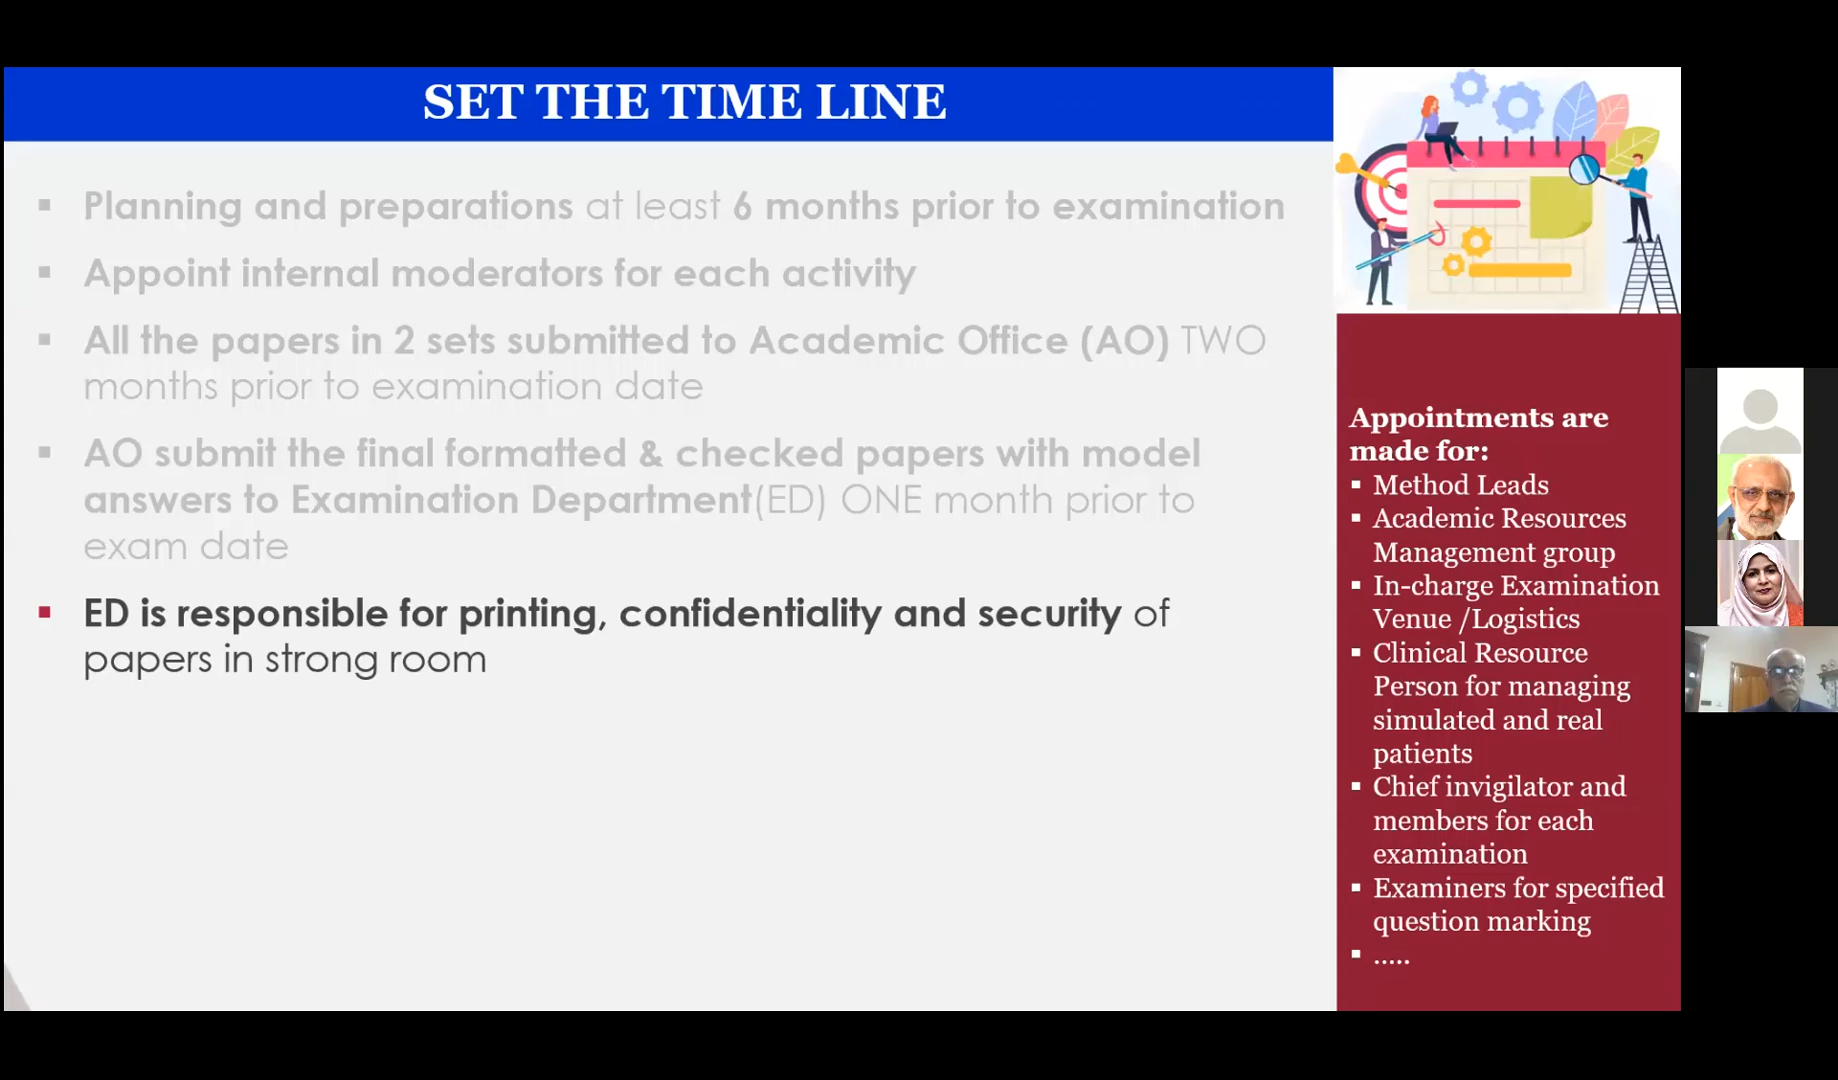 SET THE TIME LINE
▪ Planning and preparations at least 6 months prior to examination
▪ Appoint internal moderators for each activity
▪ All the papers in 2 sets submitted to Academic Office (AO) TWO
months prior to examination date
▪ AO submit the final formatted & checked papers with model
answers to Examination Department(ED) ONE month prior to
exam date
▪ ED is responsible for printing, confidentiality and security of
papers in strong room
Appointments are
made for:
▪ Method Leads
▪ Academic Resources
Management group
▪ In-charge Examination
Venue /Logistics
▪ Clinical Resource
Person for managing
simulated and real
patients
▪ Chief invigilator and
members for each
examination
▪ Examiners for specified
question marking
▪ .....